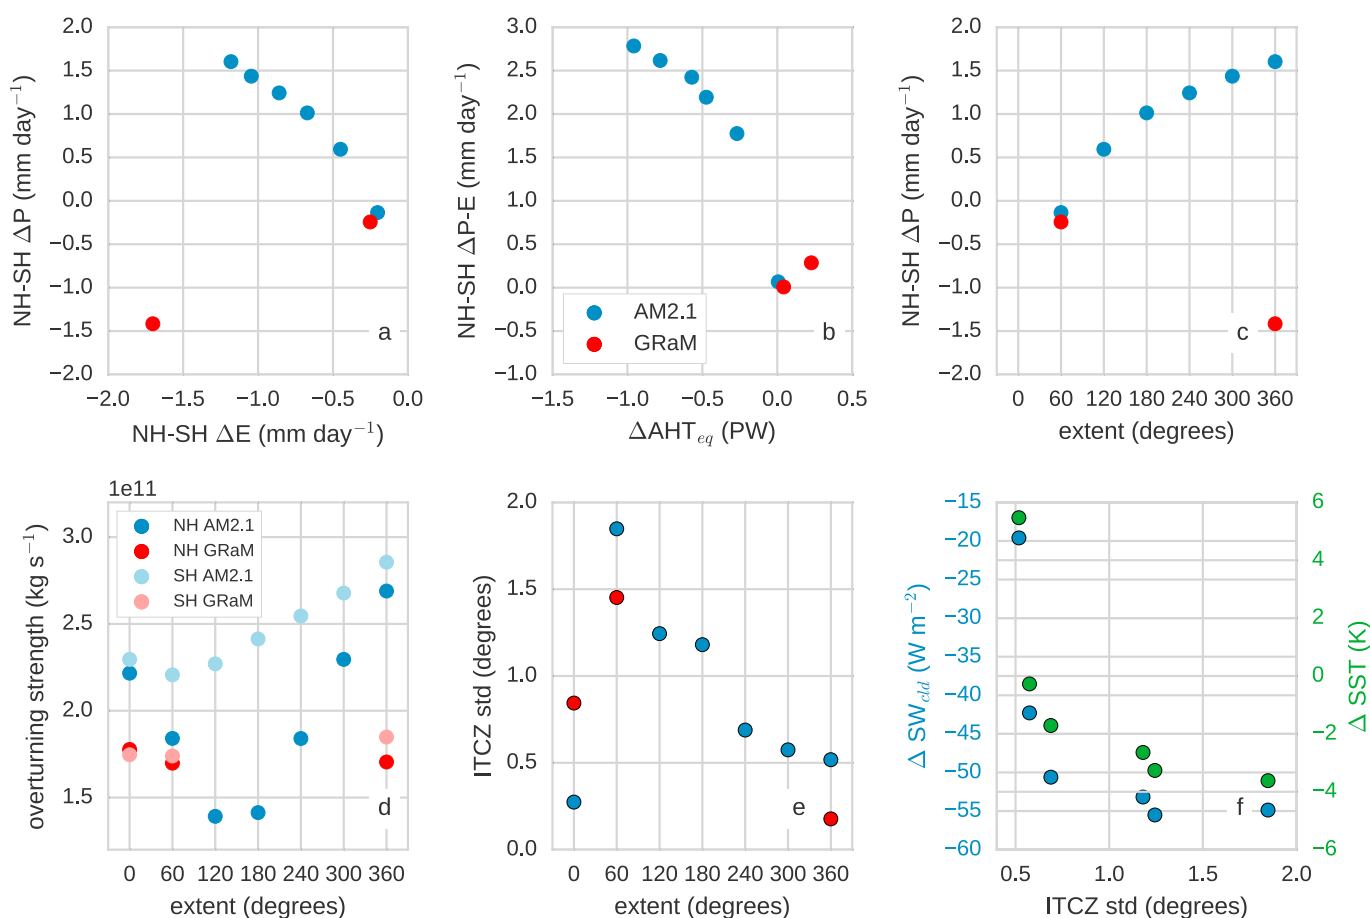 2.0
1.5
1.0
0.5
0.0
−0.5
−1.0
−1.5
−2.0
NH-SH ΔP (mm day⁻¹)
−2.0 −1.5 −1.0 −0.5 0.0
NH-SH ΔE (mm day⁻¹)
a
3.0
2.5
2.0
1.5
1.0
0.5
0.0
−0.5
−1.0
NH-SH ΔP-E (mm day⁻¹)
AM2.1
GRaM
b
−1.5 −1.0 −0.5 0.0 0.5
ΔAHT_eq (PW)
2.0
1.5
1.0
0.5
0.0
−0.5
−1.0
−1.5
−2.0
NH-SH ΔP (mm day⁻¹)
c
0 60 120 180 240 300 360
extent (degrees)
1e11
3.0
2.5
2.0
1.5
overturning strength (kg s⁻¹)
NH AM2.1
NH GRaM
SH AM2.1
SH GRaM
d
0 60 120 180 240 300 360
extent (degrees)
2.0
1.5
1.0
0.5
0.0
ITCZ std (degrees)
e
0 60 120 180 240 300 360
extent (degrees)
−15
−20
−25
−30
−35
−40
−45
−50
−55
−60
Δ SW_cld (W m⁻²)
f
6
4
2
0
−2
−4
−6
Δ SST (K)
0.5 1.0 1.5 2.0
ITCZ std (degrees)